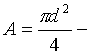 A = πd²/4 −